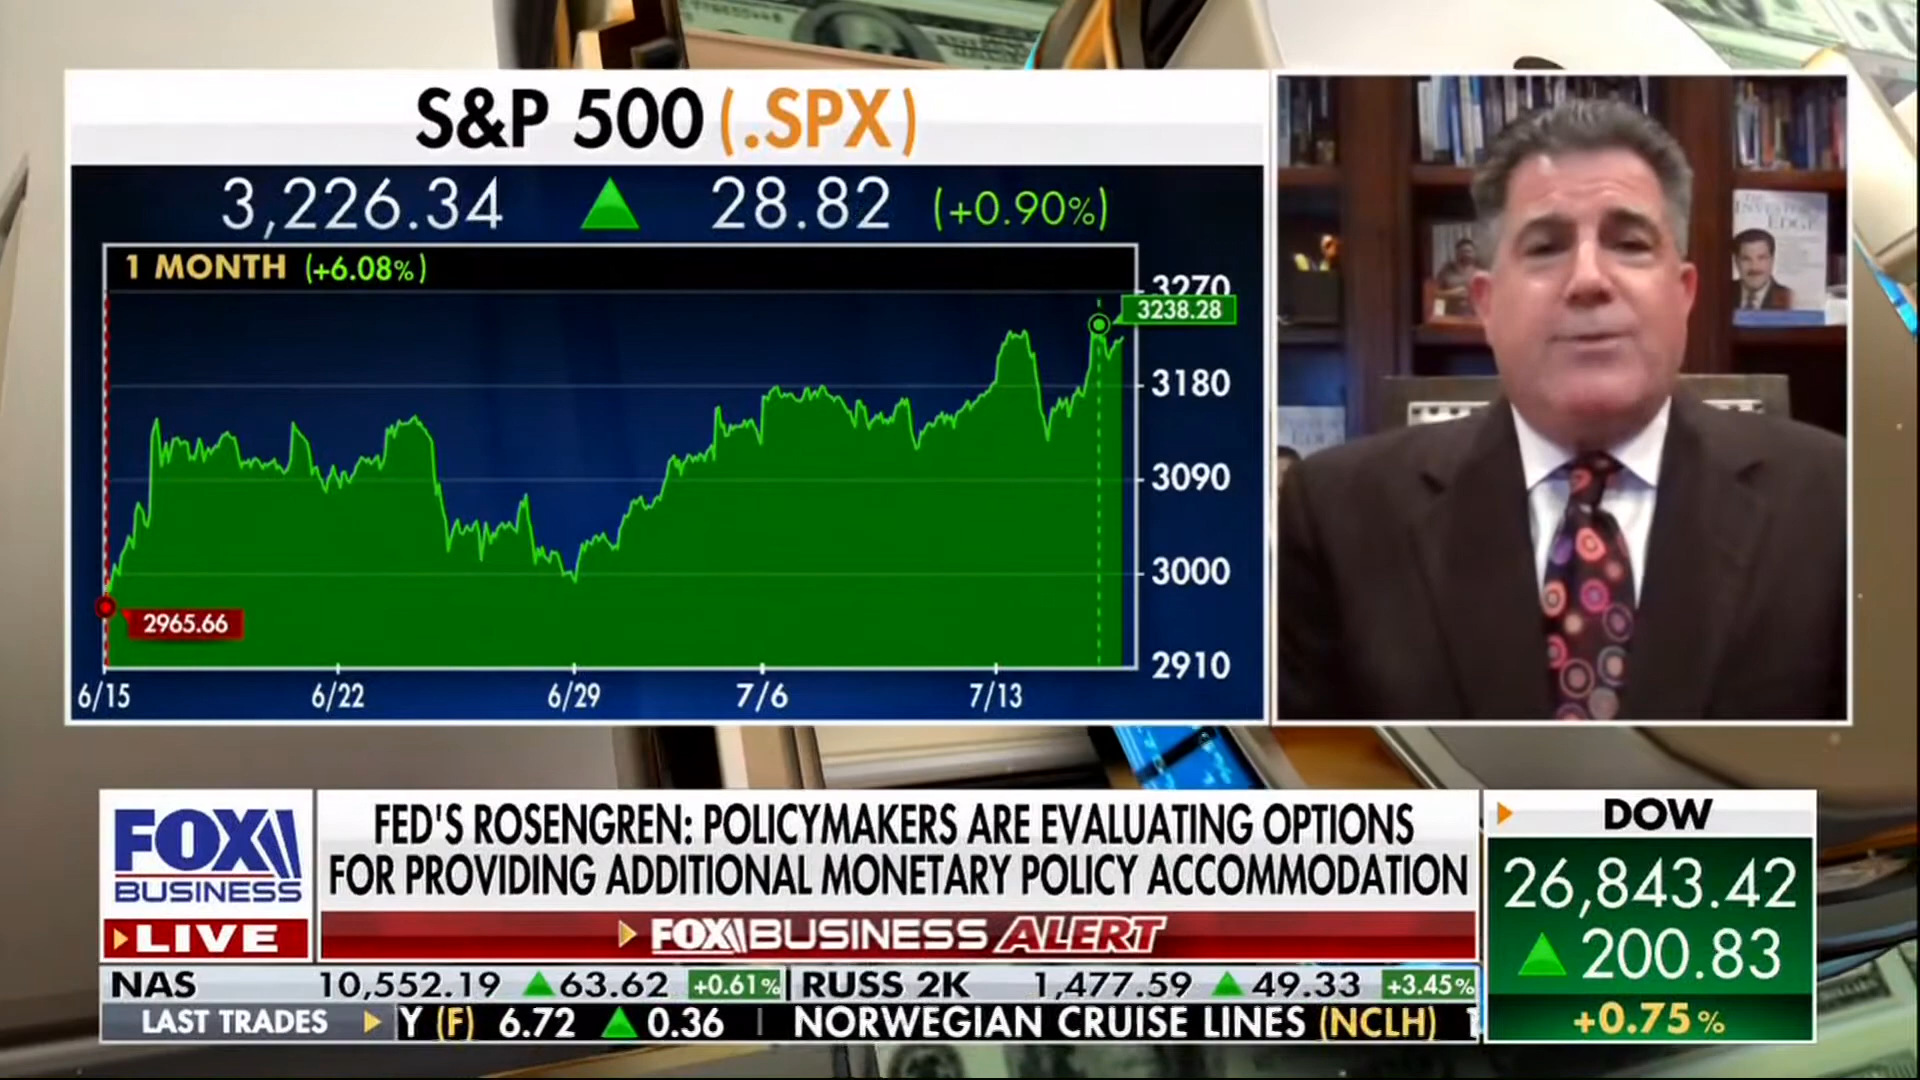 S&P 500 (.SPX)
3,226.34 ▲ 28.82 (+0.90%)
1 MONTH (+6.08%)
3270
3238.28
3180
3090
3000
2910
2965.66
6/15 6/22 6/29 7/6 7/13
INVESTOR'S
EDGE
FOX
BUSINESS
LIVE
FED'S ROSENGREN: POLICYMAKERS ARE EVALUATING OPTIONS
FOR PROVIDING ADDITIONAL MONETARY POLICY ACCOMMODATION
FOX BUSINESS ALERT
DOW
26,843.42
▲ 200.83
+0.75%
NAS 10,552.19 ▲ 63.62 +0.61% RUSS 2K 1,477.59 ▲ 49.33 +3.45%
LAST TRADES Y (F) 6.72 ▲ 0.36 NORWEGIAN CRUISE LINES (NCLH)